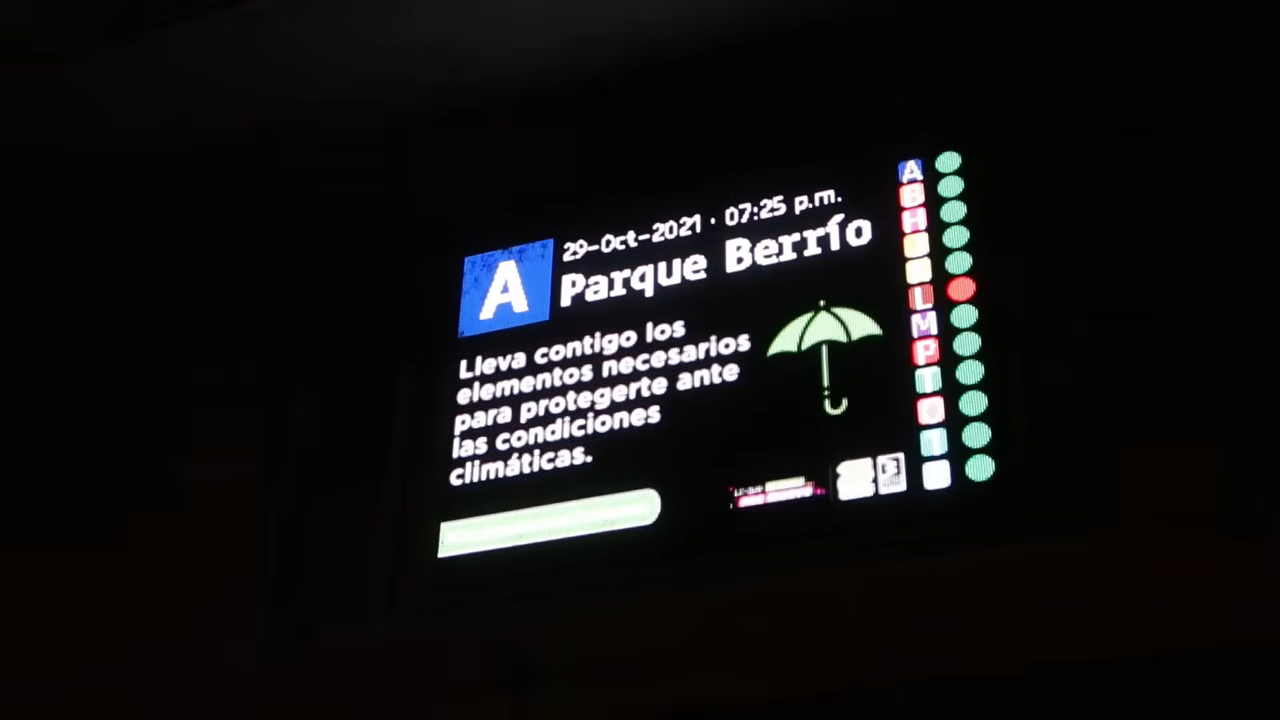 29-Oct-2021 · 07:25 p.m.
A Parque Berrío
Lleva contigo los
elementos necesarios
para protegerte ante
las condiciones
climáticas.
A
B
H
L
M
P
T
O
T